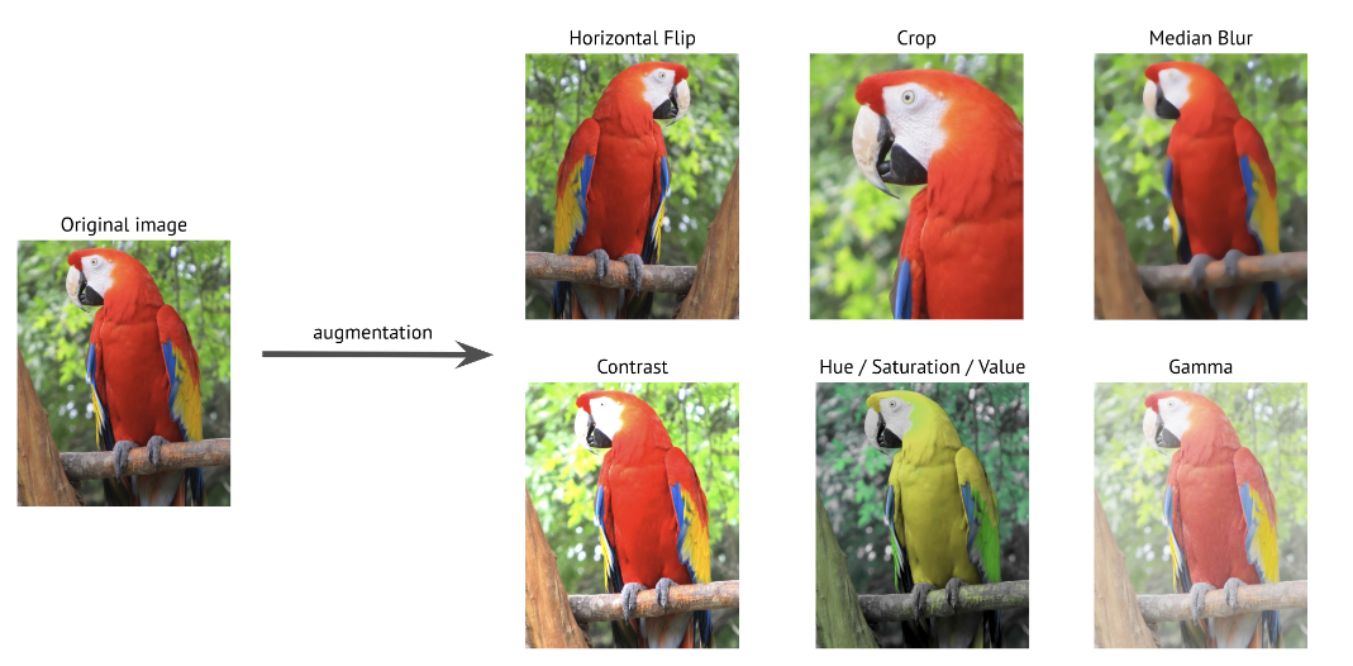 Horizontal Flip
Crop
Median Blur
Original image
augmentation
Contrast
Hue / Saturation / Value
Gamma